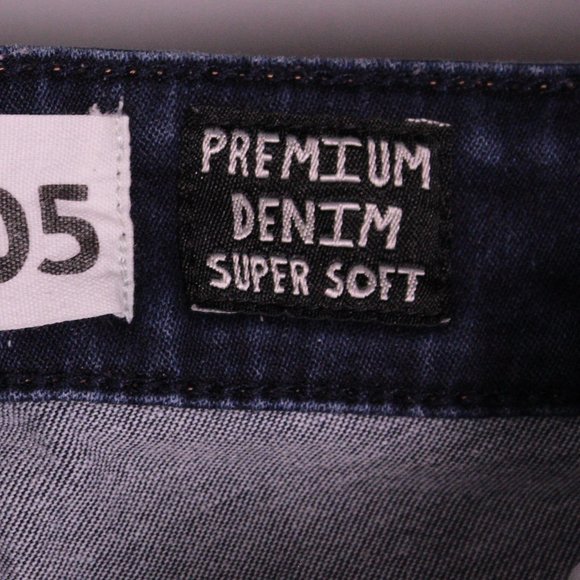 05
PREMIUM
DENIM
SUPER SOFT